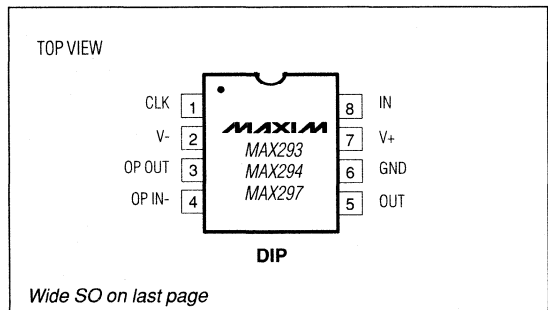 TOP VIEW
CLK 1 8 IN
V- 2 MAXIM 7 V+
MAX293
OP OUT 3 MAX294 6 GND
OP IN- 4 MAX297 5 OUT
DIP
Wide SO on last page